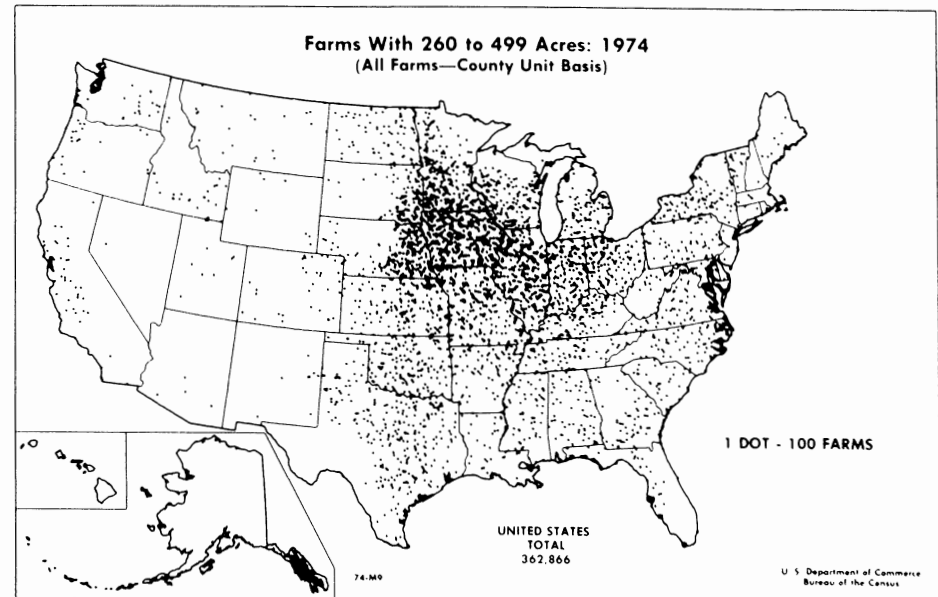 Farms With 260 to 499 Acres: 1974
(All Farms—County Unit Basis)
1 DOT - 100 FARMS
UNITED STATES
TOTAL
362,866
74-M9
U S Department of Commerce
Bureau of the Census